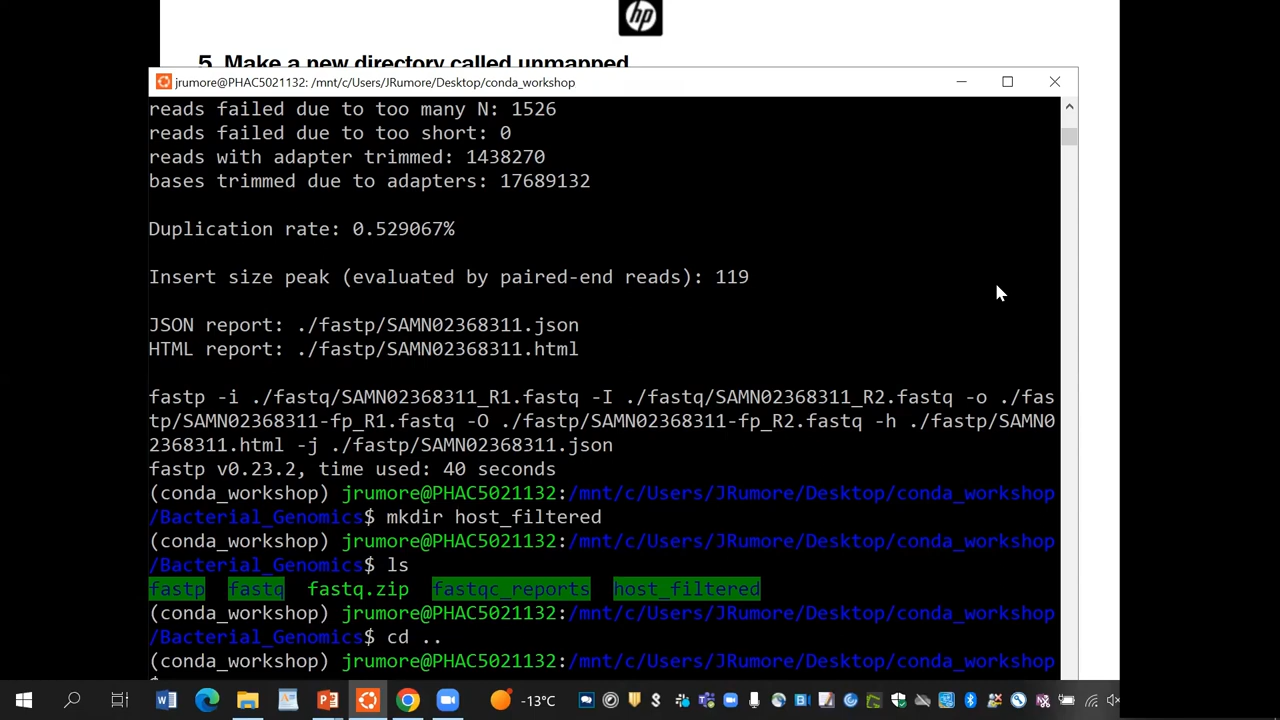 hp
5. Make a new directory called unmapped
jrumore@PHAC5021132: /mnt/c/Users/JRumore/Desktop/conda_workshop
reads failed due to too many N: 1526
reads failed due to too short: 0
reads with adapter trimmed: 1438270
bases trimmed due to adapters: 17689132
Duplication rate: 0.529067%
Insert size peak (evaluated by paired-end reads): 119
JSON report: ./fastp/SAMN02368311.json
HTML report: ./fastp/SAMN02368311.html
fastp -i ./fastq/SAMN02368311_R1.fastq -I ./fastq/SAMN02368311_R2.fastq -o ./fas
tp/SAMN02368311-fp_R1.fastq -O ./fastp/SAMN02368311-fp_R2.fastq -h ./fastp/SAMN0
2368311.html -j ./fastp/SAMN02368311.json
fastp v0.23.2, time used: 40 seconds
(conda_workshop) jrumore@PHAC5021132:/mnt/c/Users/JRumore/Desktop/conda_workshop
/Bacterial_Genomics$ mkdir host_filtered
(conda_workshop) jrumore@PHAC5021132:/mnt/c/Users/JRumore/Desktop/conda_workshop
/Bacterial_Genomics$ ls
fastp fastq fastq.zip fastqc_reports host_filtered
(conda_workshop) jrumore@PHAC5021132:/mnt/c/Users/JRumore/Desktop/conda_workshop
/Bacterial_Genomics$ cd ..
(conda_workshop) jrumore@PHAC5021132:/mnt/c/Users/JRumore/Desktop/conda_workshop
-13°C